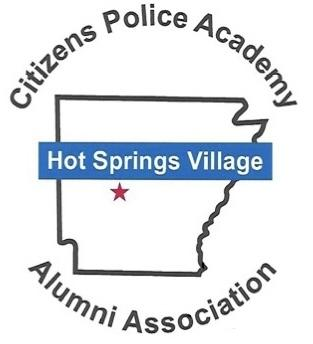 Citizens Police Academy
Hot Springs Village
Alumni Association